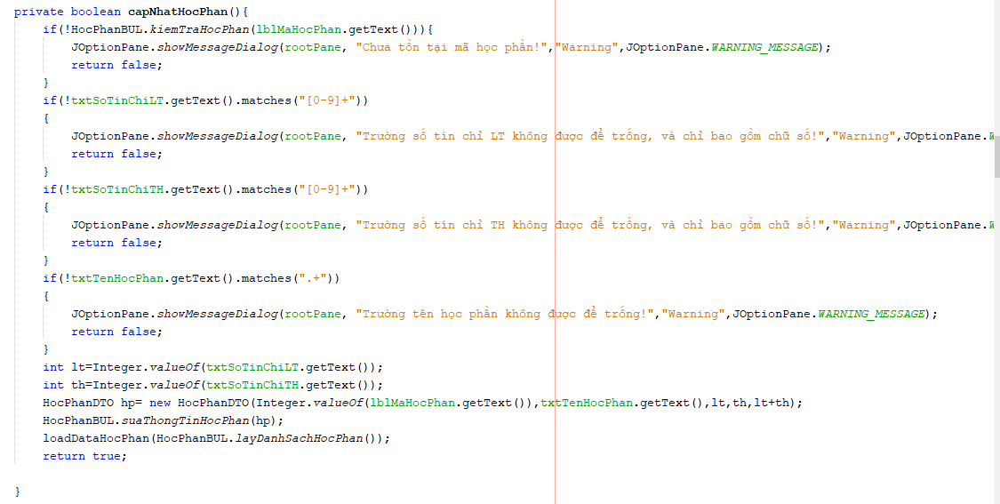 private boolean capNhatHocPhan(){
if(!HocPhanBUL.kiemTraHocPhan(lblMaHocPhan.getText())){
JOptionPane.showMessageDialog(rootPane, "Chưa tồn tại mã học phần!","Warning",JOptionPane.WARNING_MESSAGE);
return false;
}
if(!txtSoTinChiLT.getText().matches("[0-9]+"))
{
JOptionPane.showMessageDialog(rootPane, "Trường số tín chỉ LT không được để trống, và chỉ bao gồm chữ số!","Warning",JOptionPane.W
return false;
}
if(!txtSoTinChiTH.getText().matches("[0-9]+"))
{
JOptionPane.showMessageDialog(rootPane, "Trường số tín chỉ TH không được để trống, và chỉ bao gồm chữ số!","Warning",JOptionPane.W
return false;
}
if(!txtTenHocPhan.getText().matches(".+"))
{
JOptionPane.showMessageDialog(rootPane, "Trường tên học phần không được để trống!","Warning",JOptionPane.WARNING_MESSAGE);
return false;
}
int lt=Integer.valueOf(txtSoTinChiLT.getText());
int th=Integer.valueOf(txtSoTinChiTH.getText());
HocPhanDTO hp= new HocPhanDTO(Integer.valueOf(lblMaHocPhan.getText()),txtTenHocPhan.getText(),lt,th,lt+th);
HocPhanBUL.suaThongTinHocPhan(hp);
loadDataHocPhan(HocPhanBUL.layDanhSachHocPhan());
return true;
}